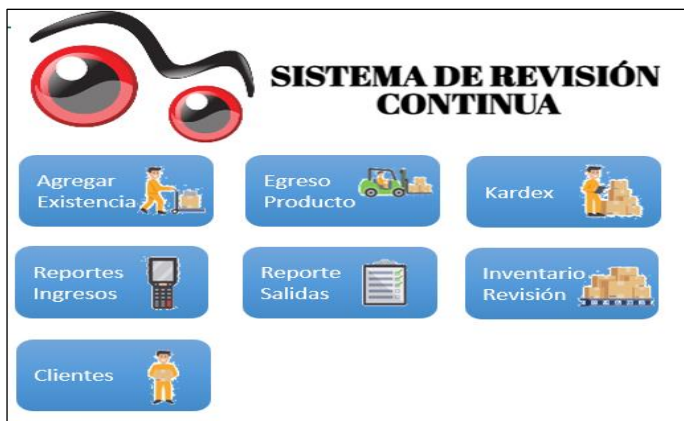 SISTEMA DE REVISIÓN
CONTINUA
Agregar
Existencia
Egreso
Producto
Kardex
Reportes
Ingresos
Reporte
Salidas
Inventario
Revisión
Clientes